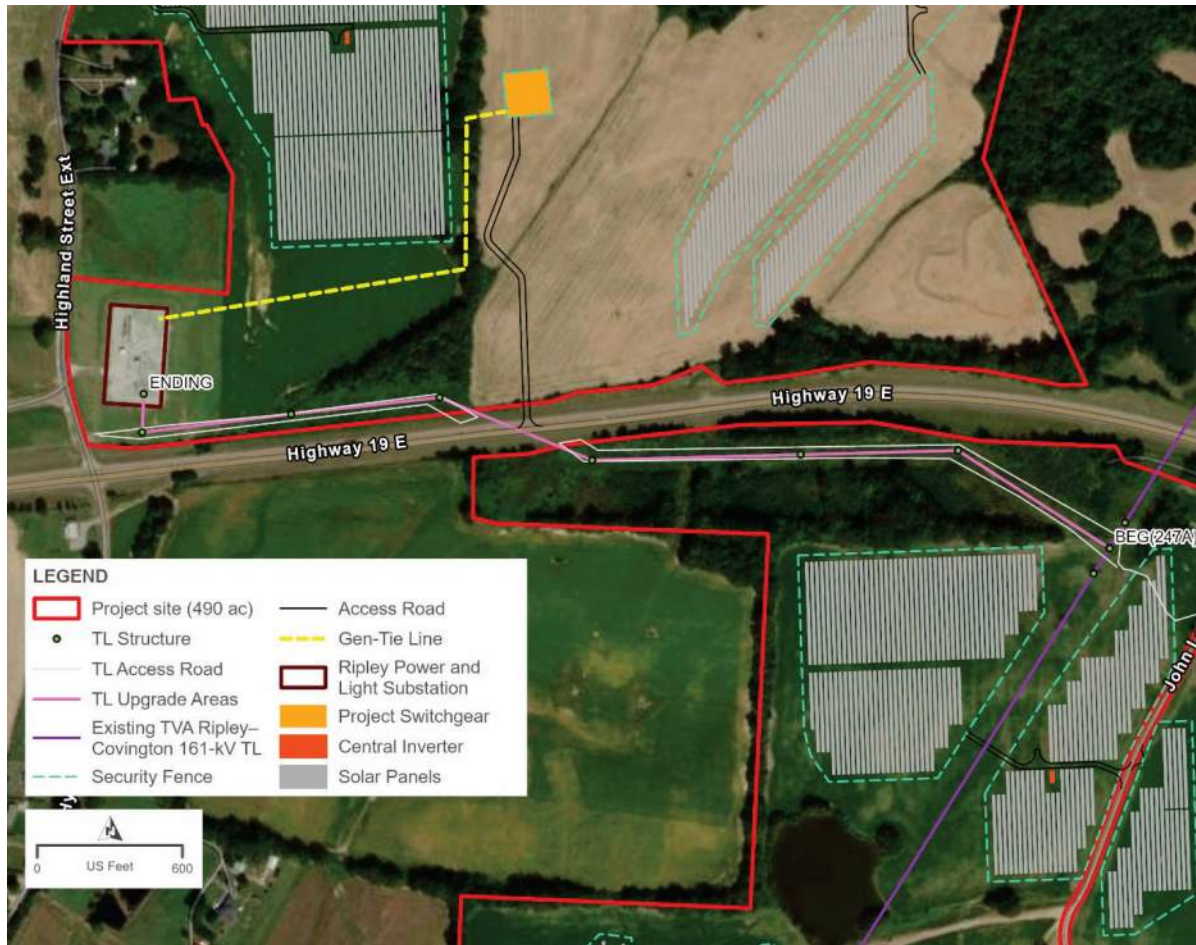 Highland Street Ext
ENDING
Highway 19 E
Highway 19 E
BEG(247A)
John
LEGEND
Project site (490 ac)
TL Structure
TL Access Road
TL Upgrade Areas
Existing TVA Ripley–
Covington 161-kV TL
Security Fence
Access Road
Gen-Tie Line
Ripley Power and
Light Substation
Project Switchgear
Central Inverter
Solar Panels
0 US Feet 600